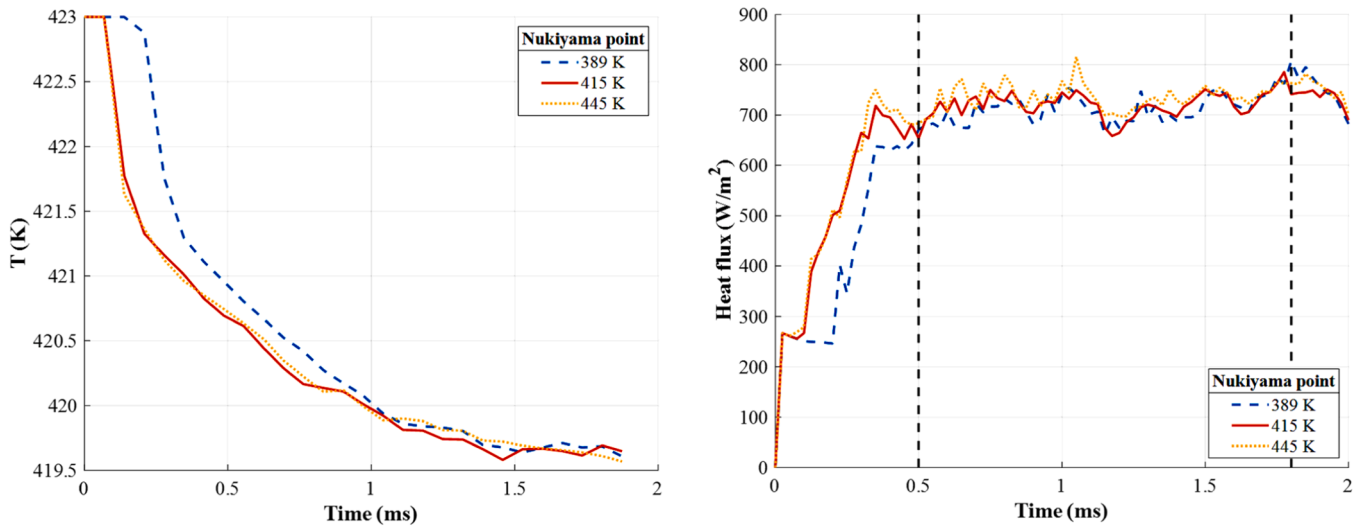 423
422.5
422
421.5
421
420.5
420
419.5
T (K)
0
0.5
1
1.5
2
Time (ms)
Nukiyama point
389 K
415 K
445 K
900
800
700
600
500
400
300
200
100
0
Heat flux (W/m²)
0
0.5
1
1.5
2
Time (ms)
Nukiyama point
389 K
415 K
445 K